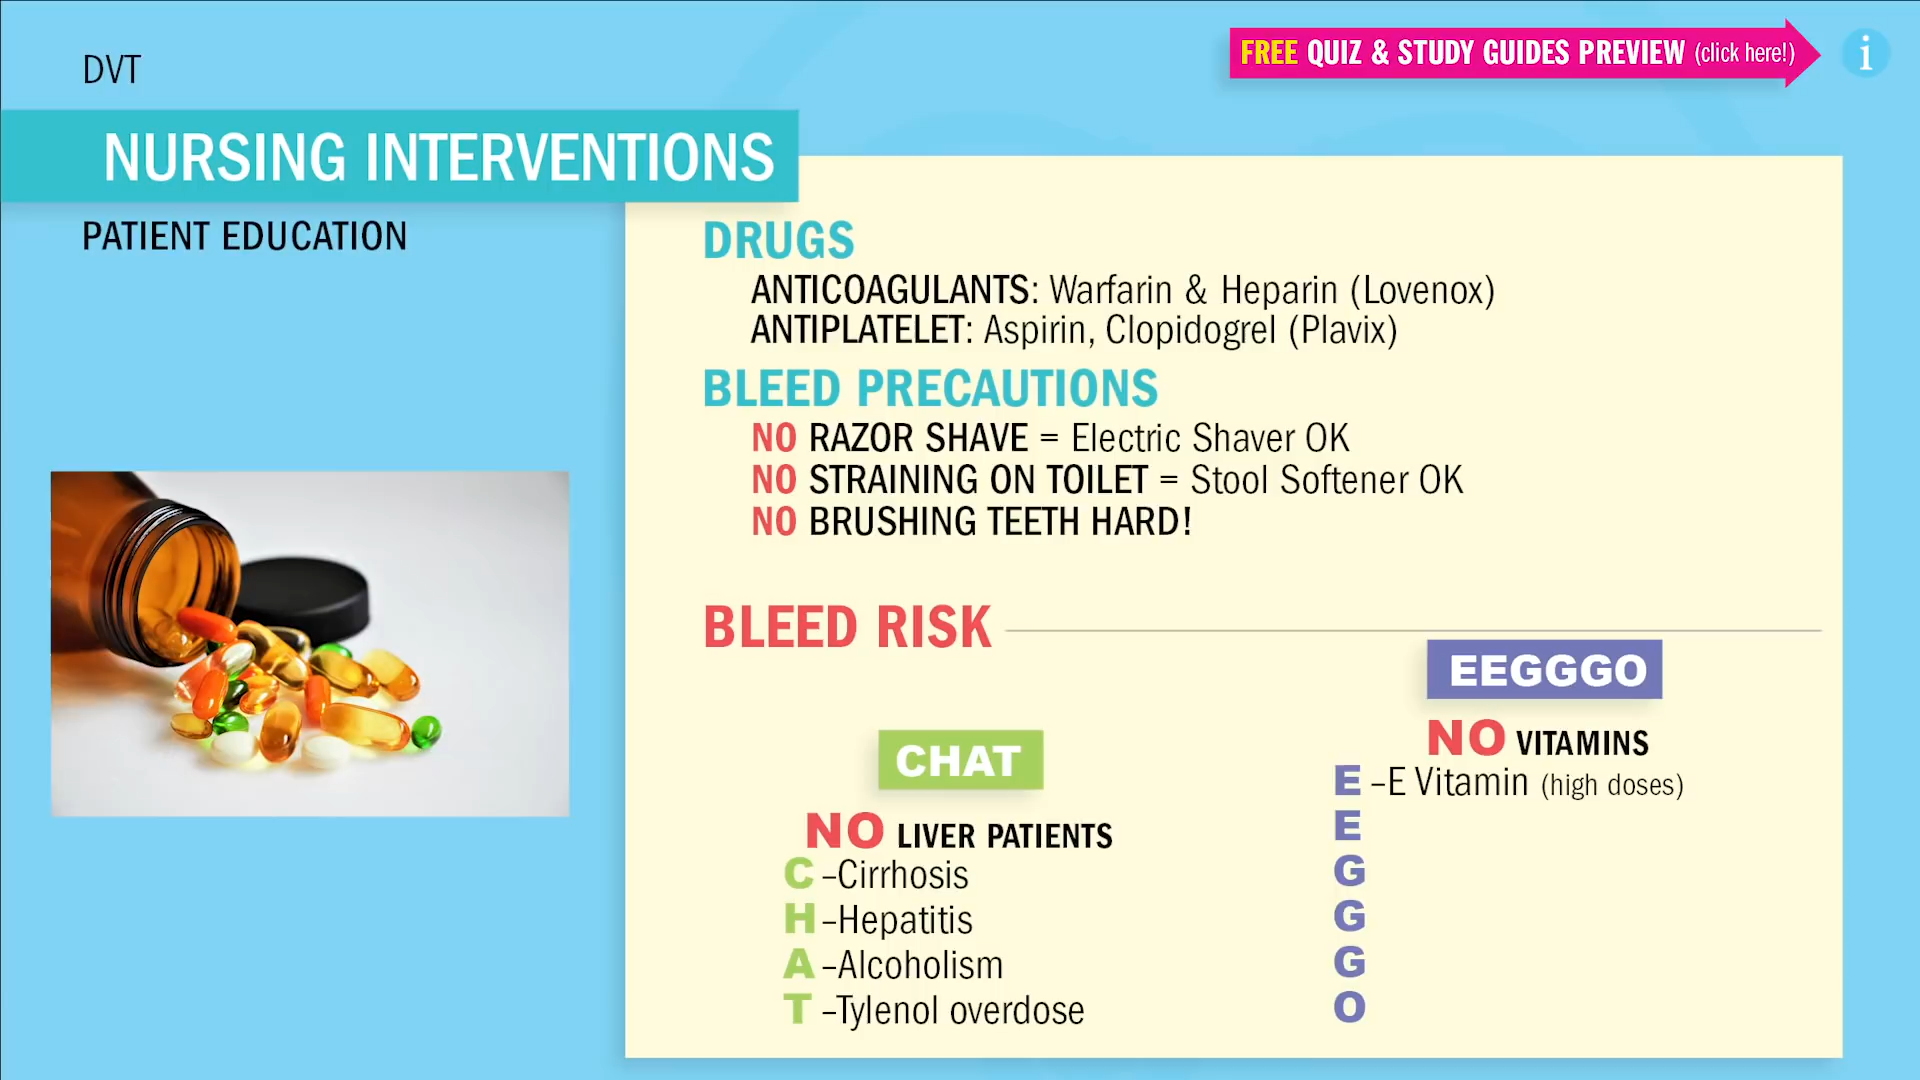 DVT
FREE QUIZ & STUDY GUIDES PREVIEW (click here!)
i
NURSING INTERVENTIONS
PATIENT EDUCATION
DRUGS
ANTICOAGULANTS: Warfarin & Heparin (Lovenox)
ANTIPLATELET: Aspirin, Clopidogrel (Plavix)
BLEED PRECAUTIONS
NO RAZOR SHAVE = Electric Shaver OK
NO STRAINING ON TOILET = Stool Softener OK
NO BRUSHING TEETH HARD!
BLEED RISK
CHAT
NO LIVER PATIENTS
C –Cirrhosis
H –Hepatitis
A –Alcoholism
T –Tylenol overdose
EEGGGO
NO VITAMINS
E –E Vitamin (high doses)
E
G
G
G
O